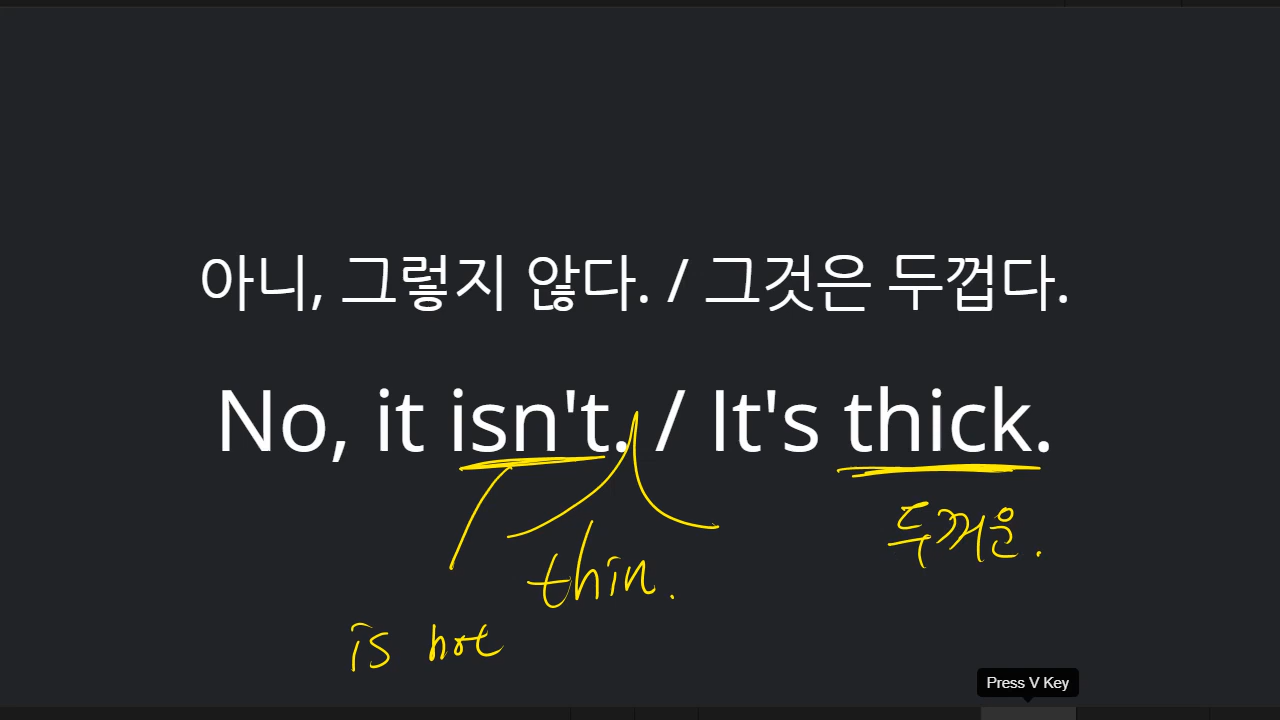 아니, 그렇지 않다. / 그것은 두껍다.
No, it isn't. / It's thick.
두꺼운.
thin.
is not
Press V Key